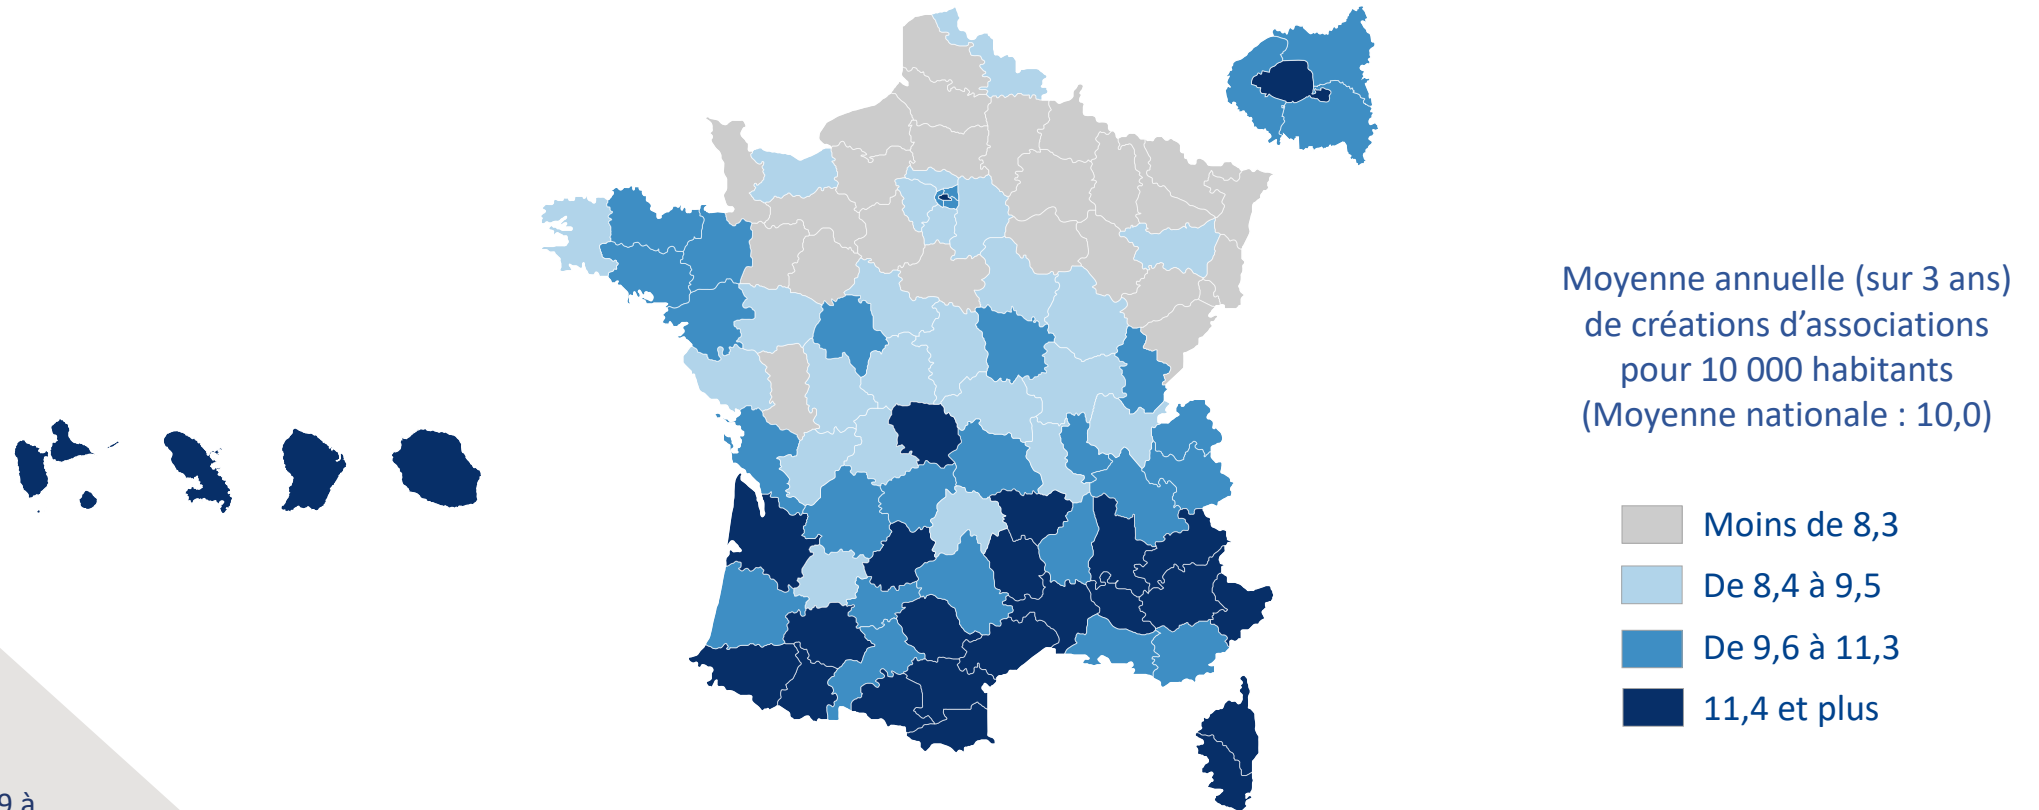 Moyenne annuelle (sur 3 ans)
de créations d’associations
pour 10 000 habitants
(Moyenne nationale : 10,0)
Moins de 8,3
De 8,4 à 9,5
De 9,6 à 11,3
11,4 et plus
9 à